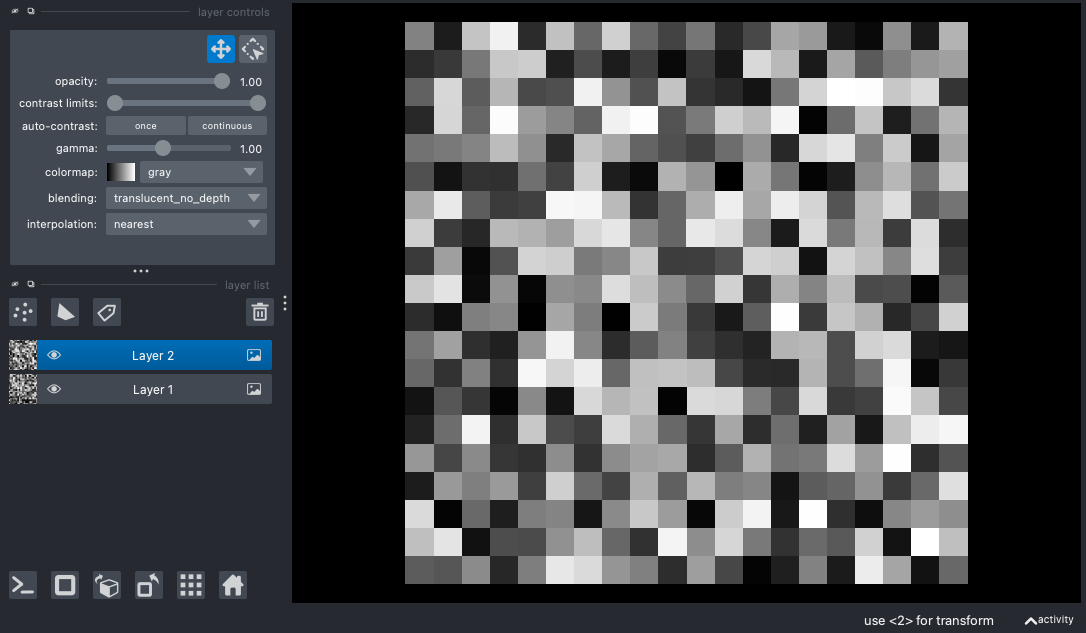 layer controls
opacity: 1.00
contrast limits:
auto-contrast: once continuous
gamma: 1.00
colormap: gray
blending: translucent_no_depth
interpolation: nearest
layer list
Layer 2
Layer 1
use <2> for transform activity